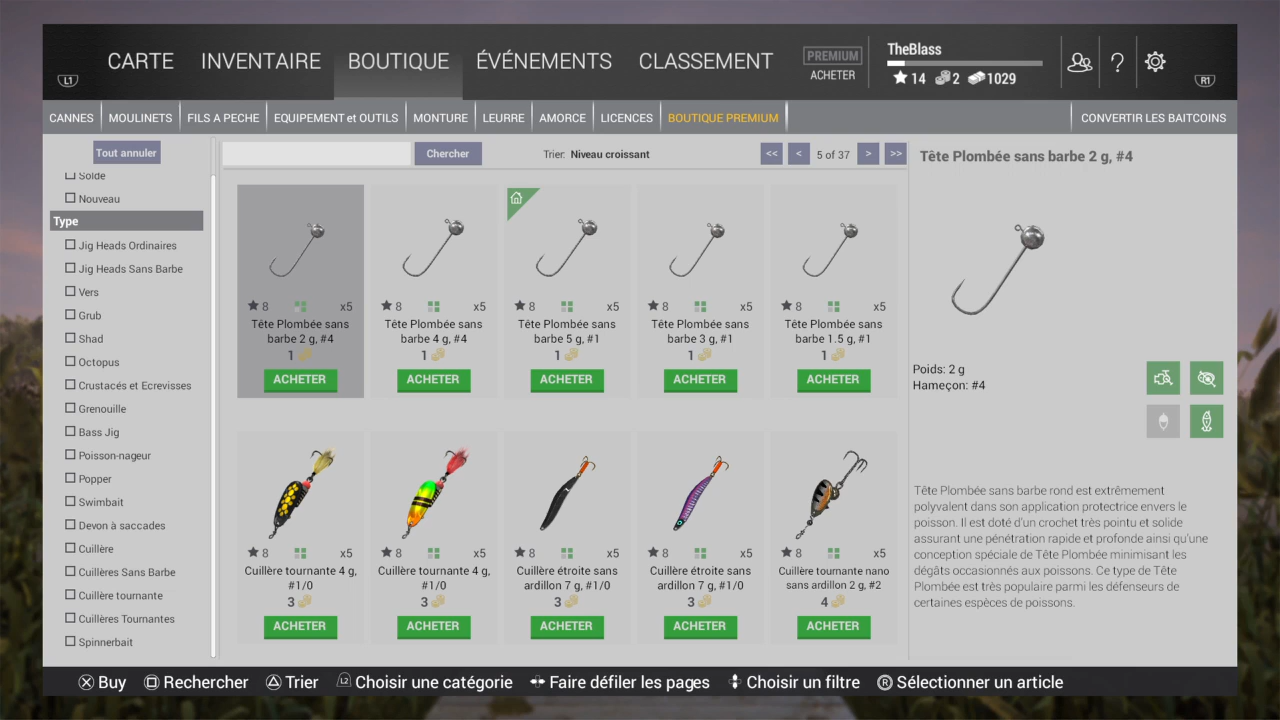 CARTE INVENTAIRE BOUTIQUE ÉVÉNEMENTS CLASSEMENT
PREMIUM
ACHETER
TheBlass
14 2 1029
?
L1
R1
CANNES MOULINETS FILS A PECHE EQUIPEMENT et OUTILS MONTURE LEURRE AMORCE LICENCES BOUTIQUE PREMIUM CONVERTIR LES BAITCOINS
Tout annuler
Solde
Nouveau
Type
Jig Heads Ordinaires
Jig Heads Sans Barbe
Vers
Grub
Shad
Octopus
Crustacés et Ecrevisses
Grenouille
Bass Jig
Poisson-nageur
Popper
Swimbait
Devon à saccades
Cuillère
Cuillères Sans Barbe
Cuillère tournante
Cuillères Tournantes
Spinnerbait
Chercher
Trier: Niveau croissant
<< < 5 of 37 > >>
8 x5
Tête Plombée sans
barbe 2 g, #4
1
ACHETER
8 x5
Tête Plombée sans
barbe 4 g, #4
1
ACHETER
8 x5
Tête Plombée sans
barbe 5 g, #1
1
ACHETER
8 x5
Tête Plombée sans
barbe 3 g, #1
1
ACHETER
8 x5
Tête Plombée sans
barbe 1.5 g, #1
1
ACHETER
8 x5
Cuillère tournante 4 g,
#1/0
3
ACHETER
8 x5
Cuillère tournante 4 g,
#1/0
3
ACHETER
8 x5
Cuillère étroite sans
ardillon 7 g, #1/0
3
ACHETER
8 x5
Cuillère étroite sans
ardillon 7 g, #1/0
3
ACHETER
8 x5
Cuillère tournante nano
sans ardillon 2 g, #2
4
ACHETER
Tête Plombée sans barbe 2 g, #4
Poids: 2 g
Hameçon: #4
Tête Plombée sans barbe rond est extrêmement
polyvalent dans son application protectrice envers le
poisson. Il est doté d'un crochet très pointu et solide
assurant une pénétration rapide et profonde ainsi qu'une
conception spéciale de Tête Plombée minimisant les
dégâts occasionnés aux poissons. Ce type de Tête
Plombée est très populaire parmi les défenseurs de
certaines espèces de poissons.
Buy Rechercher Trier L2 Choisir une catégorie Faire défiler les pages Choisir un filtre R Sélectionner un article